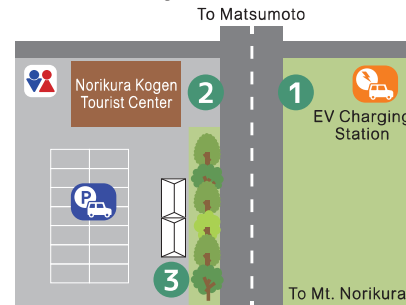 To Matsumoto
Norikura Kogen
Tourist Center
2
1
EV Charging
Station
P
3
To Mt. Norikura